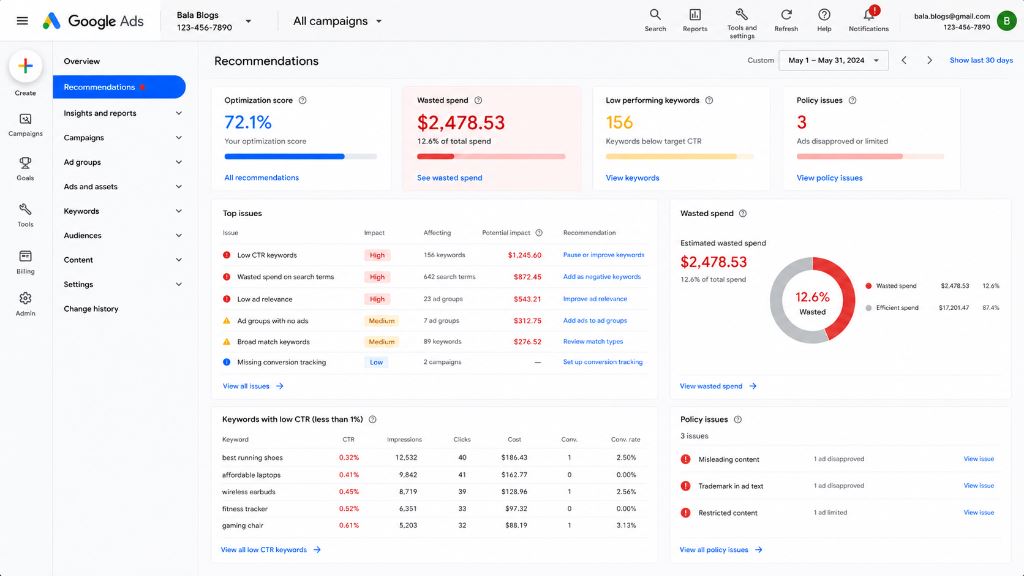 Google Ads
Bala Blogs
123-456-7890
All campaigns
Search
Reports
Tools and settings
Refresh
Help
Notifications
bala.blogs@gmail.com
123-456-7890
B
Create
Campaigns
Goals
Tools
Billing
Admin
Overview
Recommendations
Insights and reports
Campaigns
Ad groups
Ads and assets
Keywords
Audiences
Content
Settings
Change history
Recommendations
Custom May 1 – May 31, 2024 Show last 30 days
Optimization score
72.1%
Your optimization score
All recommendations
Wasted spend
$2,478.53
12.6% of total spend
See wasted spend
Low performing keywords
156
Keywords below target CTR
View keywords
Policy issues
3
Ads disapproved or limited
View policy issues
Top issues
Issue Impact Affecting Potential impact Recommendation
Low CTR keywords High 156 keywords $1,245.60 Pause or improve keywords
Wasted spend on search terms High 642 search terms $872.45 Add as negative keywords
Low ad relevance High 23 ad groups $543.21 Improve ad relevance
Ad groups with no ads Medium 7 ad groups $312.75 Add ads to ad groups
Broad match keywords Medium 89 keywords $276.52 Review match types
Missing conversion tracking Low 2 campaigns — Set up conversion tracking
View all issues
Wasted spend
Estimated wasted spend
$2,478.53
12.6% of total spend
12.6%
Wasted
Wasted spend $2,478.53 12.6%
Efficient spend $17,201.47 87.4%
View wasted spend
Keywords with low CTR (less than 1%)
Keyword CTR Impressions Clicks Cost Conv. Conv. rate
best running shoes 0.32% 12,532 40 $186.43 1 2.50%
affordable laptops 0.41% 9,842 41 $162.77 0 0.00%
wireless earbuds 0.45% 8,719 39 $128.96 1 2.56%
fitness tracker 0.52% 6,351 33 $97.32 0 0.00%
gaming chair 0.61% 5,203 32 $88.19 1 3.13%
View all low CTR keywords
Policy issues
3 issues
Misleading content 1 ad disapproved View issue
Trademark in ad text 1 ad disapproved View issue
Restricted content 1 ad limited View issue
View all policy issues